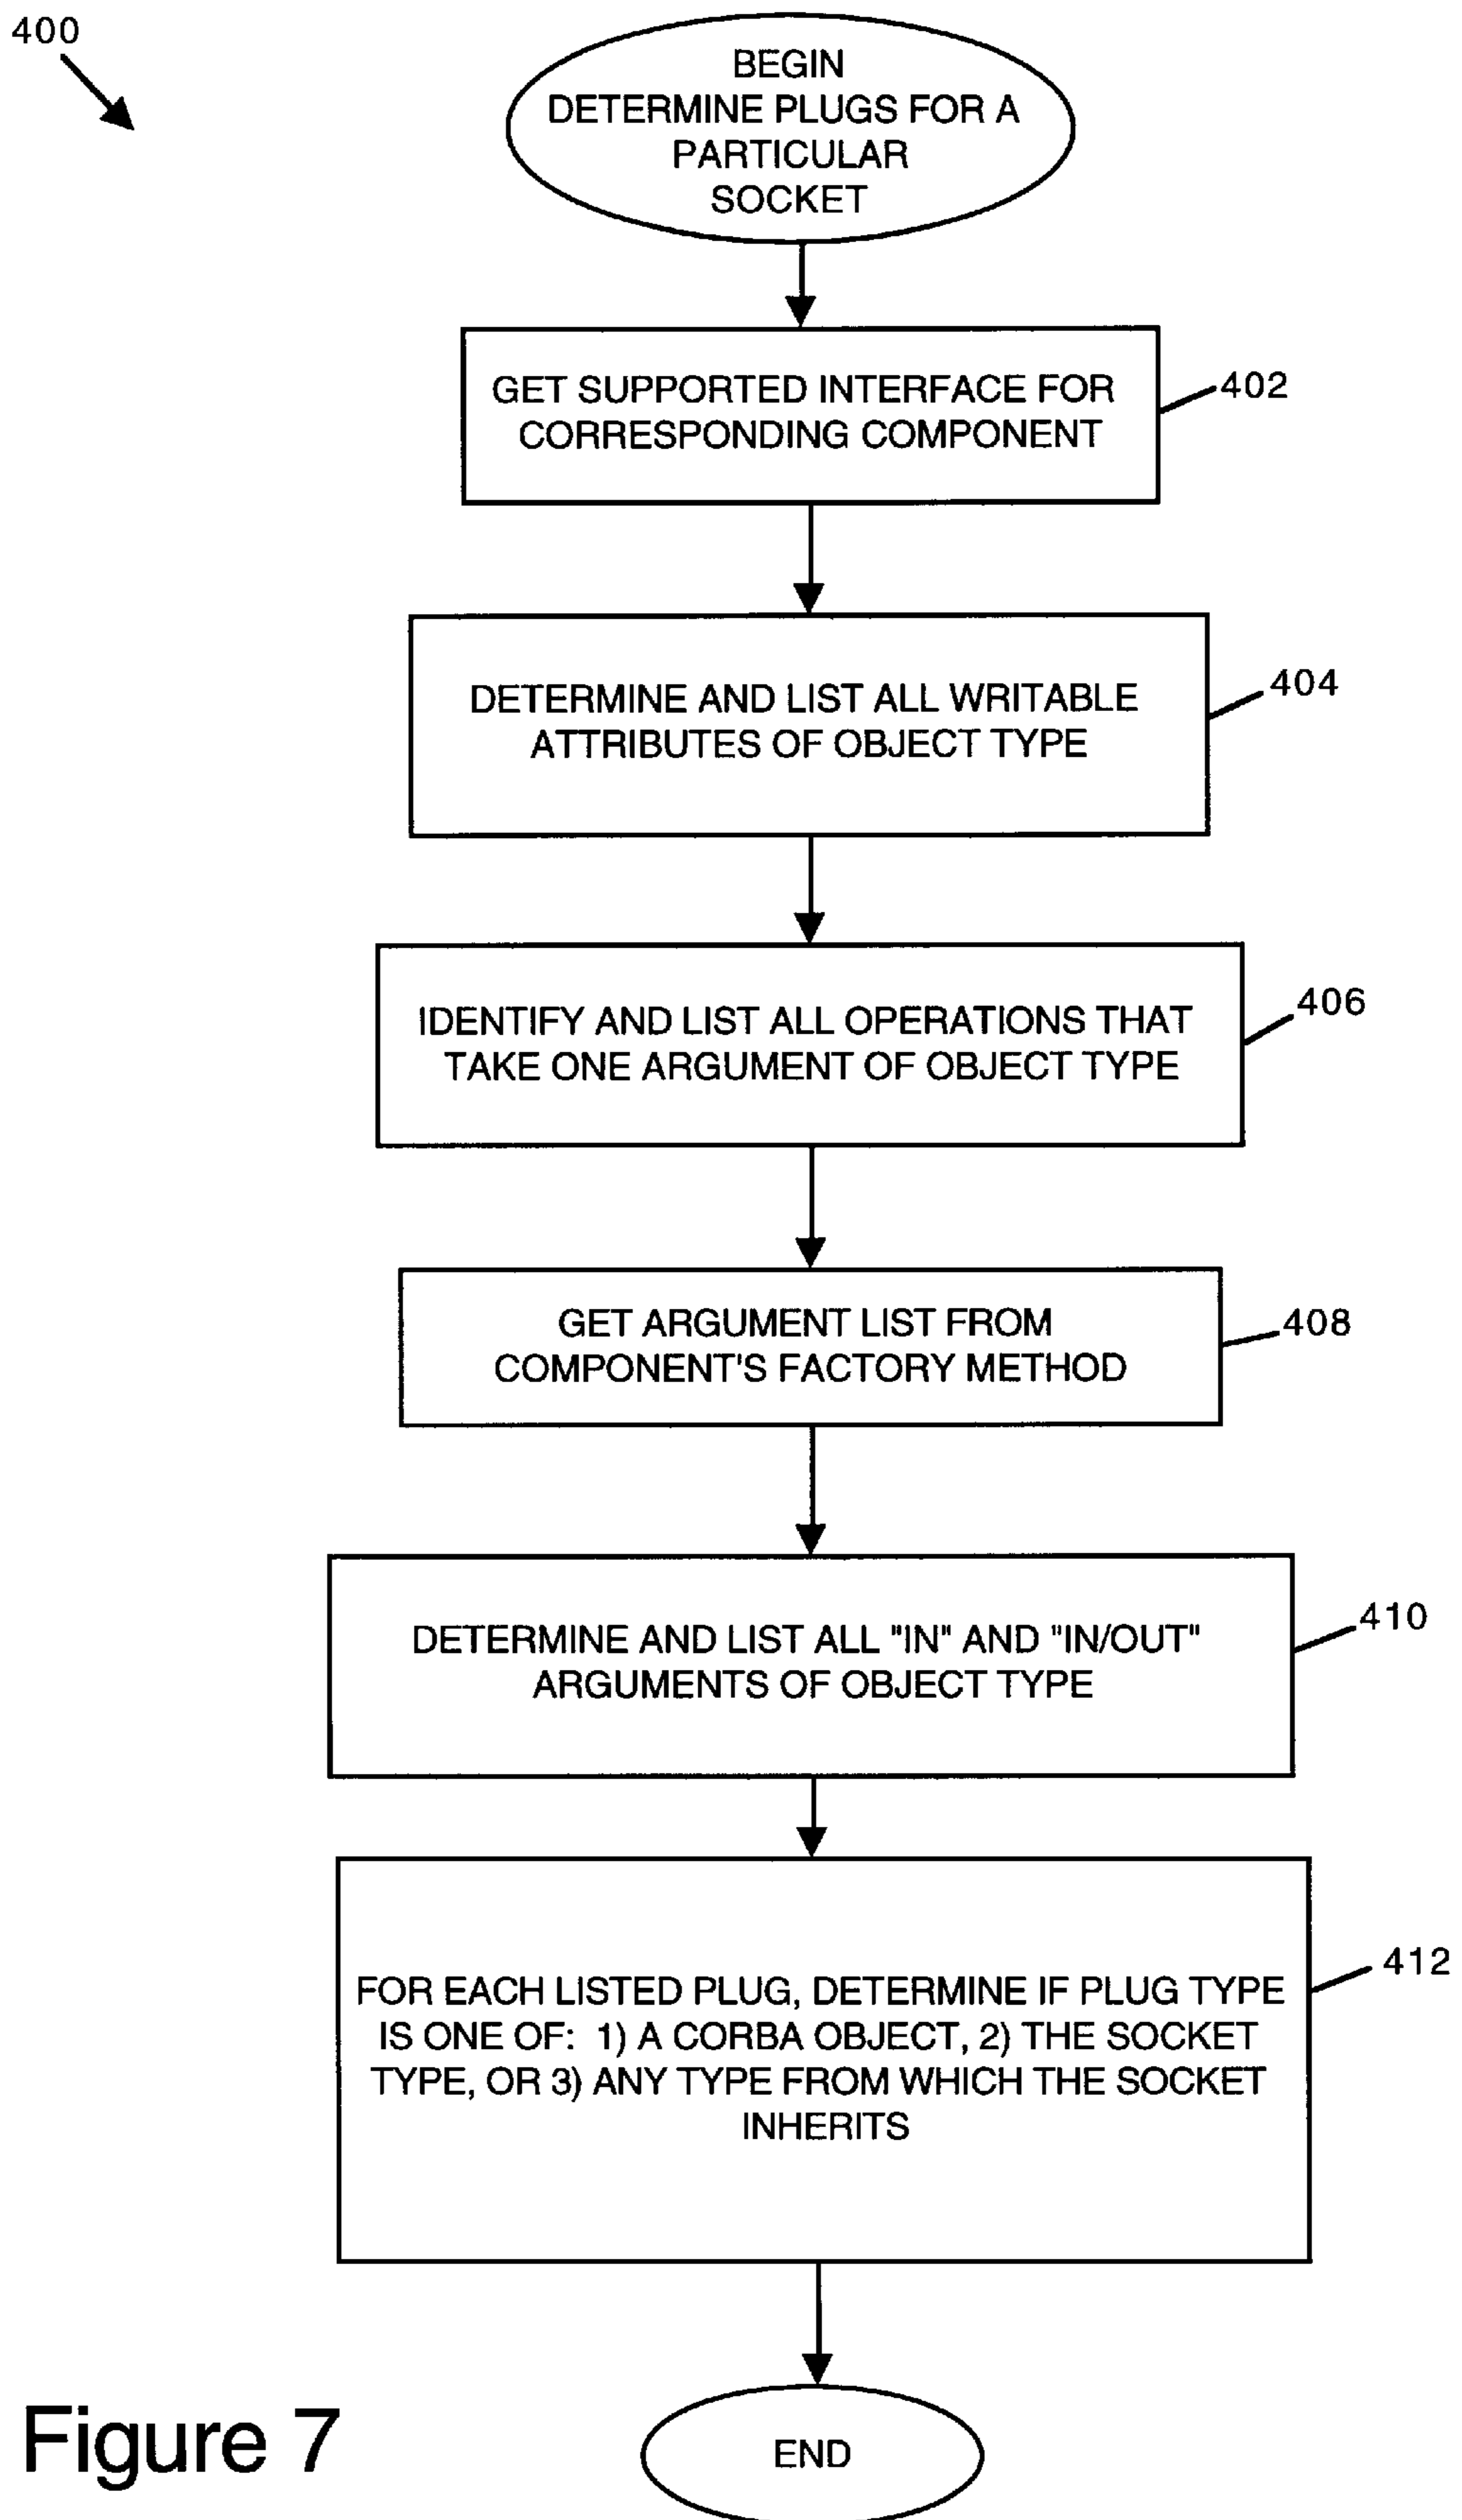 400
BEGIN
DETERMINE PLUGS FOR A
PARTICULAR
SOCKET
GET SUPPORTED INTERFACE FOR
CORRESPONDING COMPONENT
402
DETERMINE AND LIST ALL WRITABLE
ATTRIBUTES OF OBJECT TYPE
404
IDENTIFY AND LIST ALL OPERATIONS THAT
TAKE ONE ARGUMENT OF OBJECT TYPE
406
GET ARGUMENT LIST FROM
COMPONENT'S FACTORY METHOD
408
DETERMINE AND LIST ALL "IN" AND "IN/OUT"
ARGUMENTS OF OBJECT TYPE
410
FOR EACH LISTED PLUG, DETERMINE IF PLUG TYPE
IS ONE OF: 1) A CORBA OBJECT, 2) THE SOCKET
TYPE, OR 3) ANY TYPE FROM WHICH THE SOCKET
INHERITS
412
END
Figure 7